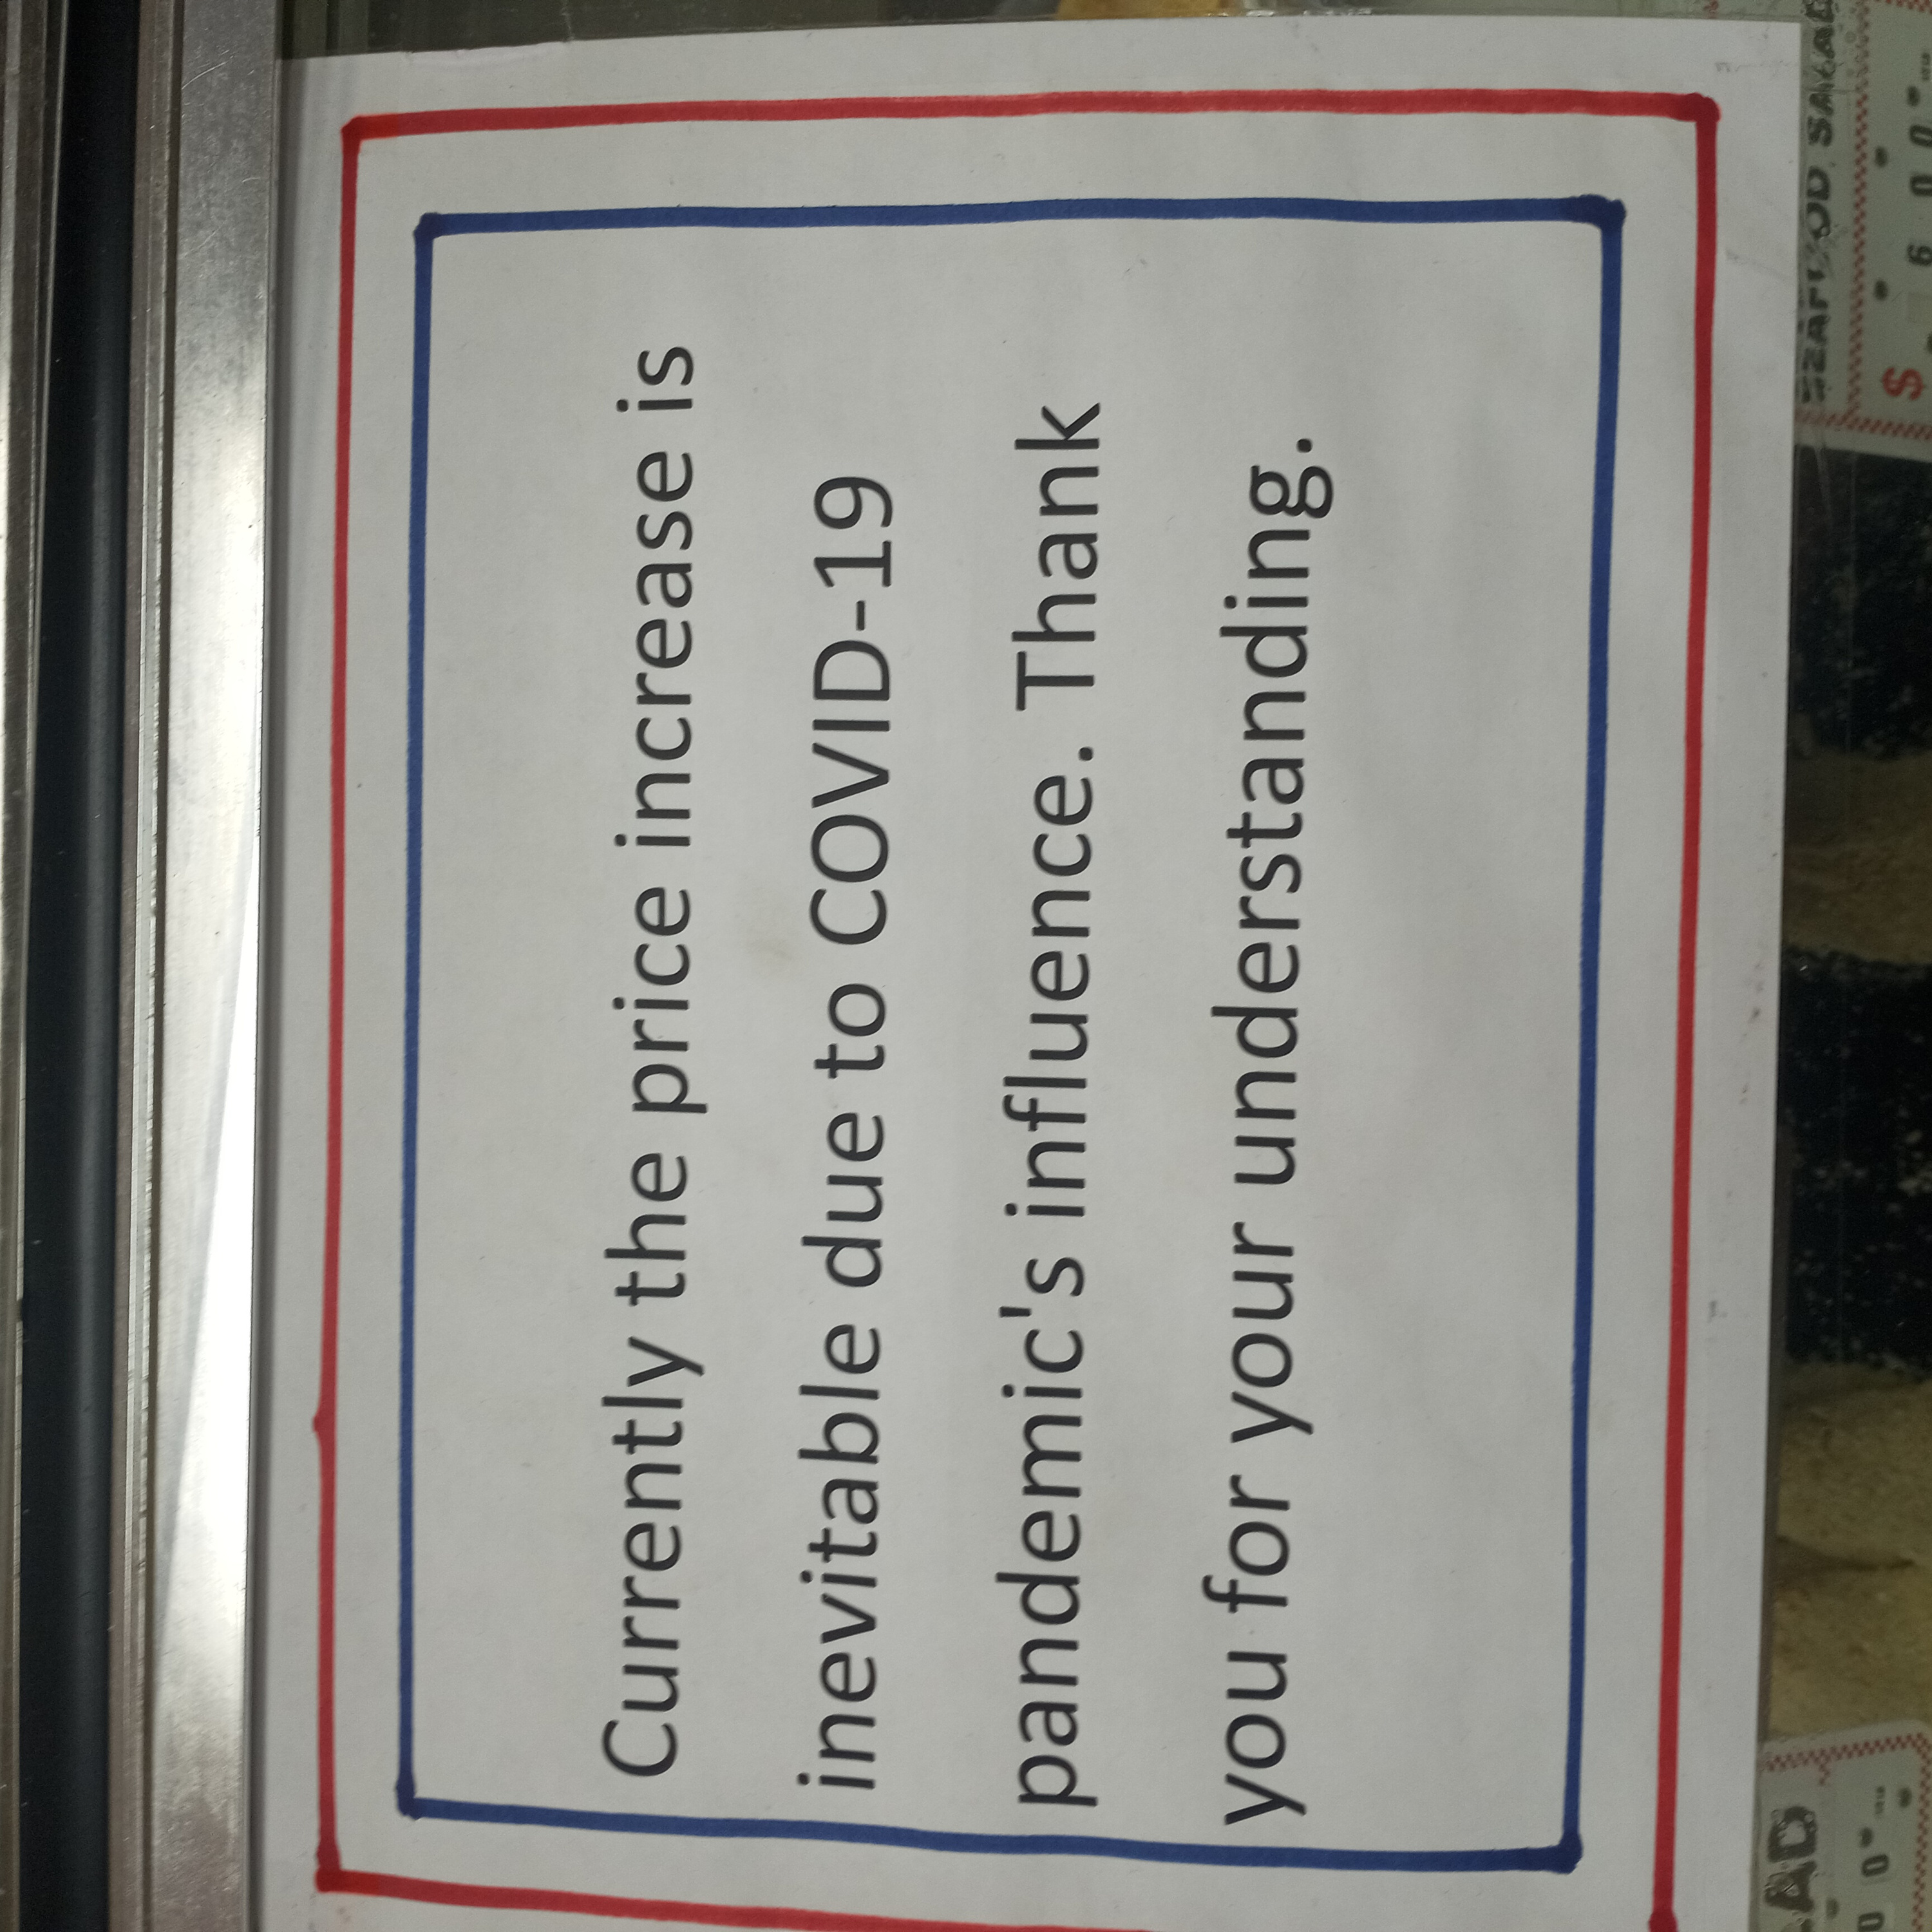 Currently the price increase is
inevitable due to COVID-19
pandemic's influence. Thank
you for your understanding.
$